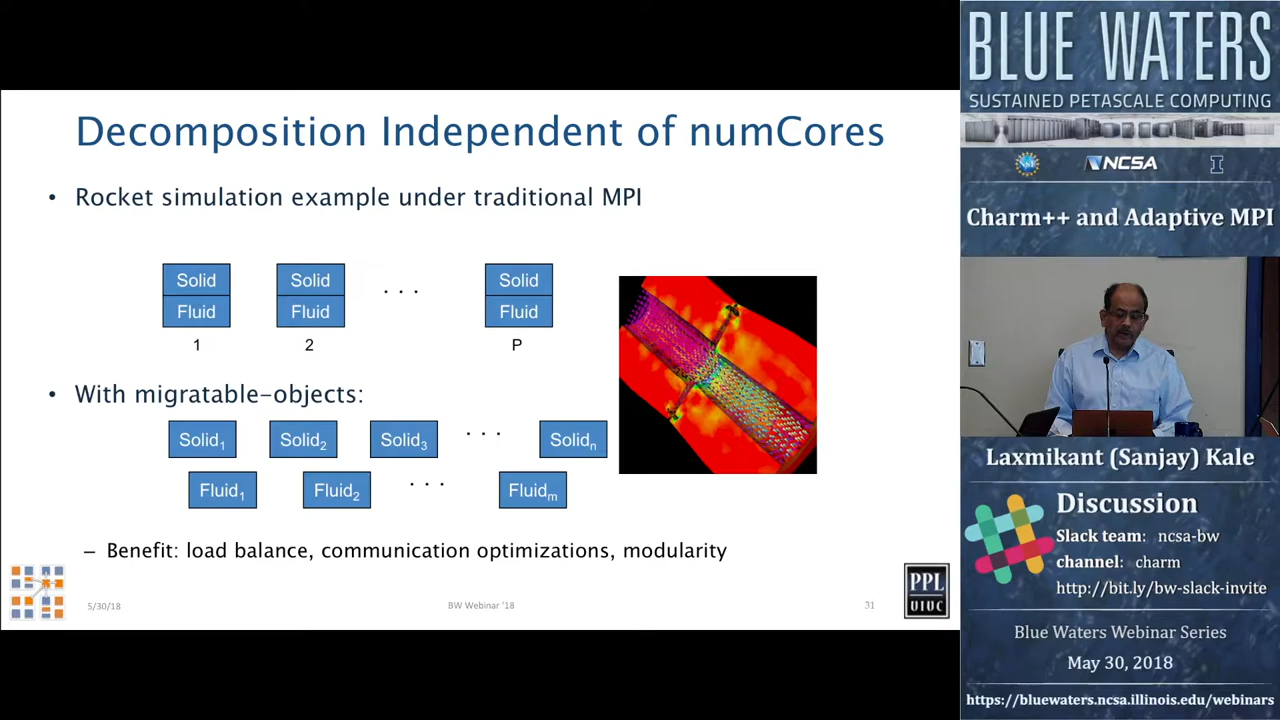 Decomposition Independent of numCores
• Rocket simulation example under traditional MPI
Solid Solid . . . Solid
Fluid Fluid Fluid
1 2 P
• With migratable-objects:
Solid1 Solid2 Solid3 . . . Solidn
Fluid1 Fluid2 . . . Fluidm
– Benefit: load balance, communication optimizations, modularity
5/30/18 BW Webinar '18 31
PPL
UIUC
BLUE WATERS
SUSTAINED PETASCALE COMPUTING
NSF NCSA I
Charm++ and Adaptive MPI
Laxmikant (Sanjay) Kale
Discussion
Slack team: ncsa-bw
channel: charm
http://bit.ly/bw-slack-invite
Blue Waters Webinar Series
May 30, 2018
https://bluewaters.ncsa.illinois.edu/webinars